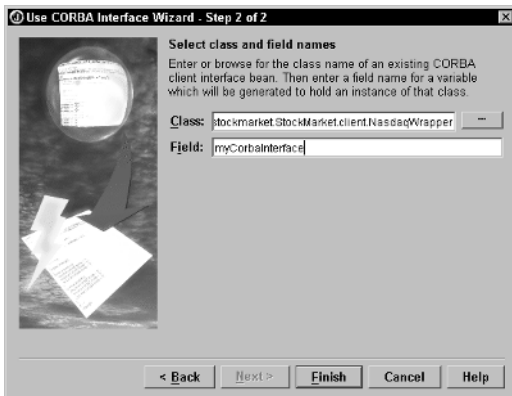 Use CORBA Interface Wizard - Step 2 of 2
Select class and field names
Enter or browse for the class name of an existing CORBA
client interface bean. Then enter a field name for a variable
which will be generated to hold an instance of that class.
Class: stockmarket.StockMarket.client.NasdaqWrapper ...
Field: myCorbaInterface
< Back Next > Finish Cancel Help